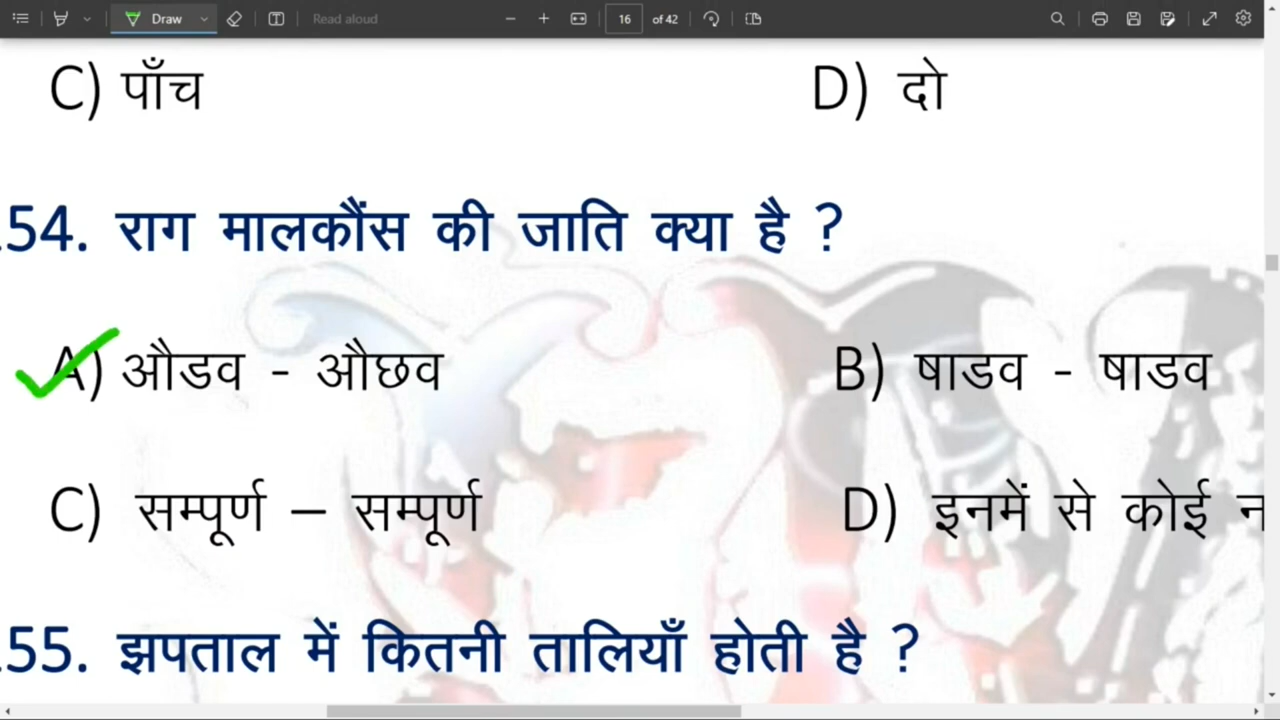 Draw Read aloud 16 of 42
C) पाँच D) दो
.54. राग मालकौंस की जाति क्या है ?
A) औडव - औछव B) षाडव - षाडव
C) सम्पूर्ण – सम्पूर्ण D) इनमें से कोई न
.55. झपताल में कितनी तालियाँ होती है ?